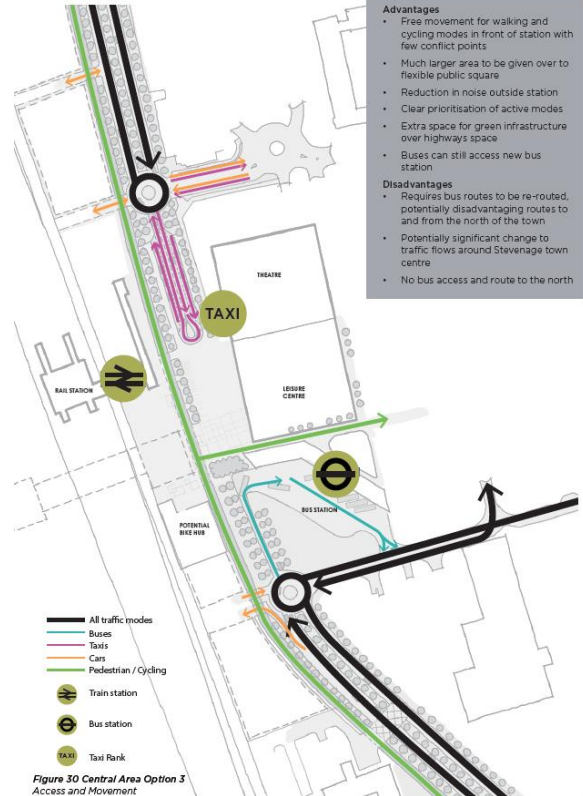 Advantages
• Free movement for walking and
cycling modes in front of station with
few conflict points
• Much larger area to be given over to
flexible public square
• Reduction in noise outside station
• Clear prioritisation of active modes
• Extra space for green infrastructure
over highways space
• Buses can still access new bus
station
Disadvantages
• Requires bus routes to be re-routed,
potentially disadvantaging routes to
and from the north of the town
• Potentially significant change to
traffic flows around Stevenage town
centre
• No bus access and route to the north
THEATRE
TAXI
RAIL STATION
LEISURE
CENTRE
BUS STATION
POTENTIAL
BIKE HUB
All traffic modes
Buses
Taxis
Cars
Pedestrian / Cycling
Train station
Bus station
TAXI Taxi Rank
Figure 30 Central Area Option 3
Access and Movement